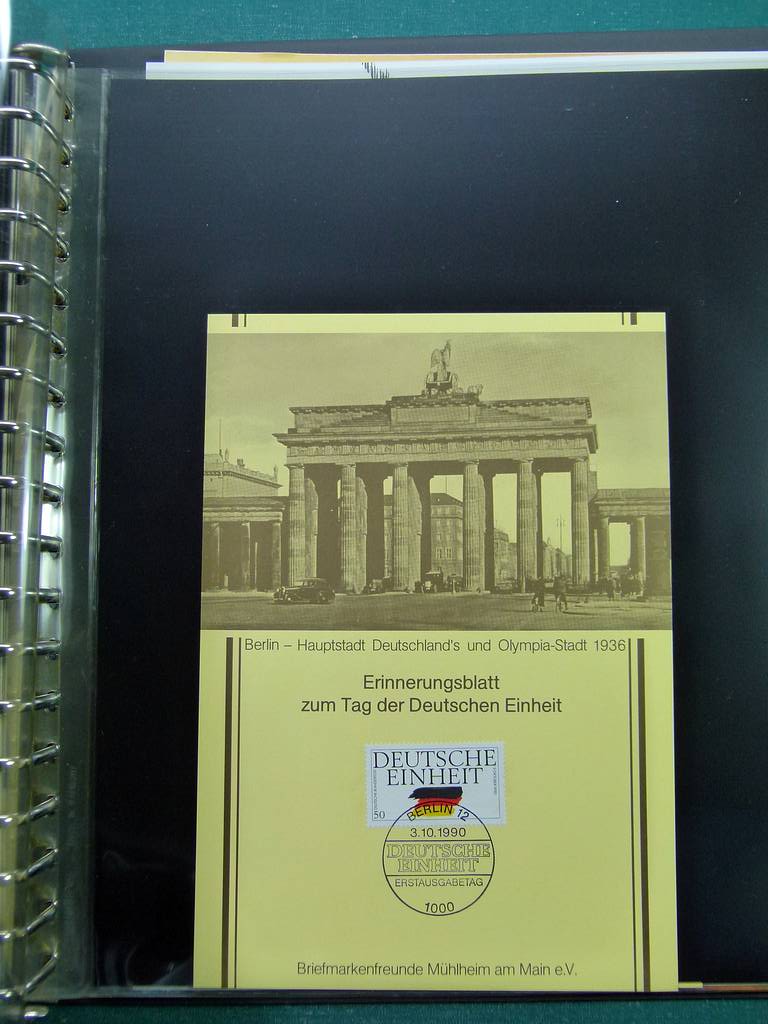 Berlin – Hauptstadt Deutschland's und Olympia-Stadt 1936
Erinnerungsblatt
zum Tag der Deutschen Einheit
DEUTSCHE
EINHEIT
50
BERLIN 12
3.10.1990
DEUTSCHE
EINHEIT
ERSTAUSGABETAG
1000
Briefmarkenfreunde Mühlheim am Main e.V.